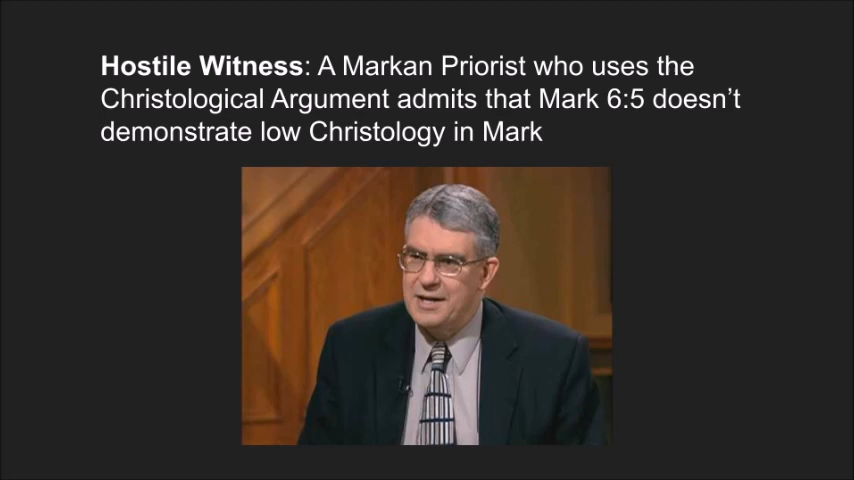 Hostile Witness: A Markan Priorist who uses the
Christological Argument admits that Mark 6:5 doesn’t
demonstrate low Christology in Mark